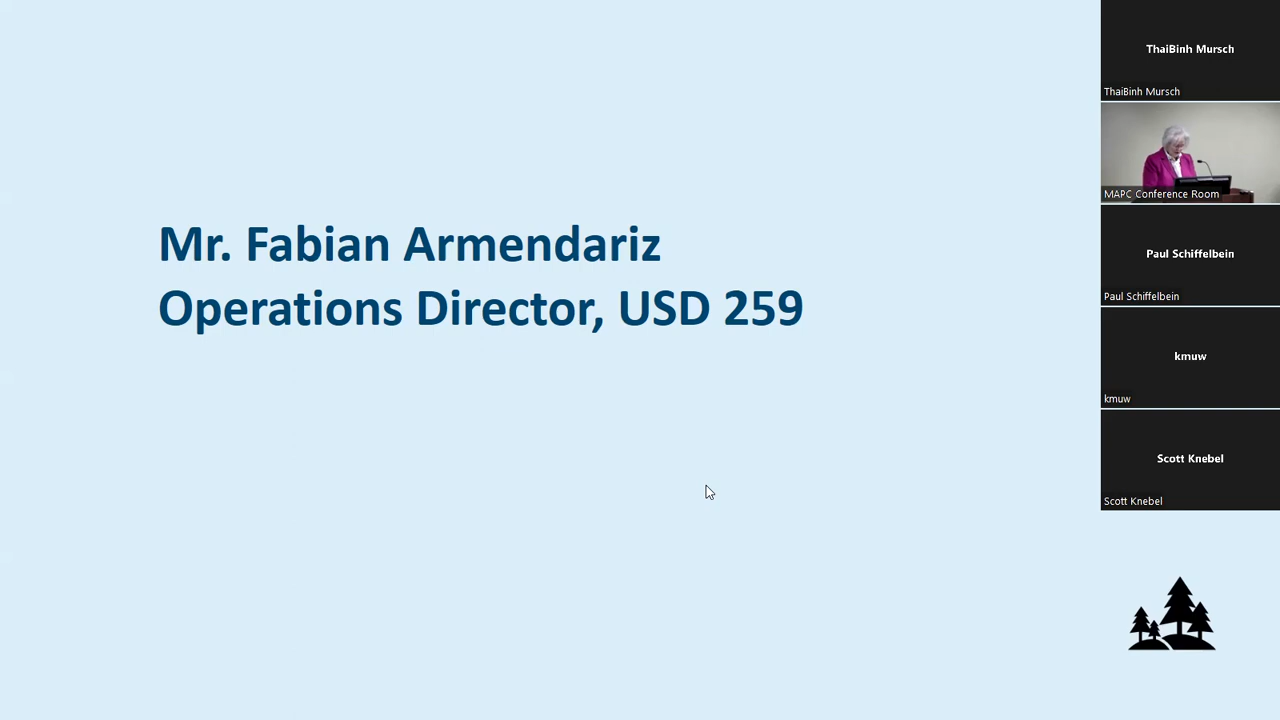 Mr. Fabian Armendariz
Operations Director, USD 259
ThaiBinh Mursch
ThaiBinh Mursch
MAPC Conference Room
Paul Schiffelbein
Paul Schiffelbein
kmuw
kmuw
Scott Knebel
Scott Knebel